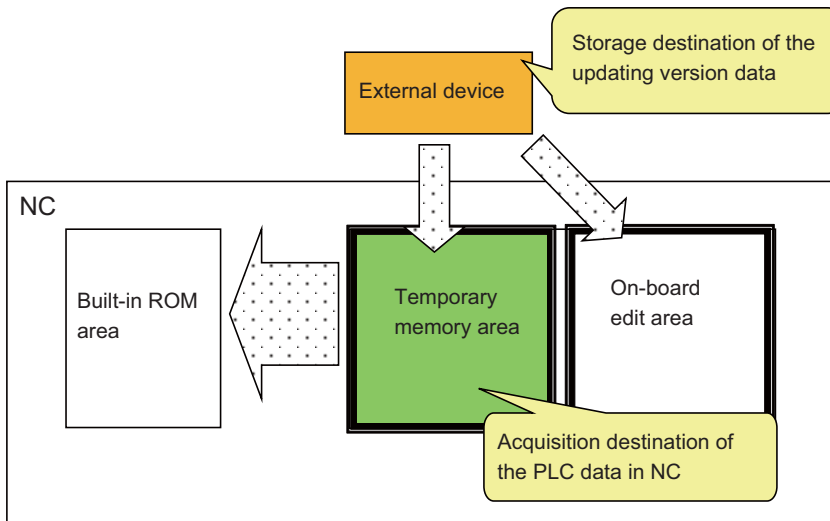 Storage destination of the
updating version data
External device
NC
Built-in ROM
area
Temporary
memory area
On-board
edit area
Acquisition destination of
the PLC data in NC